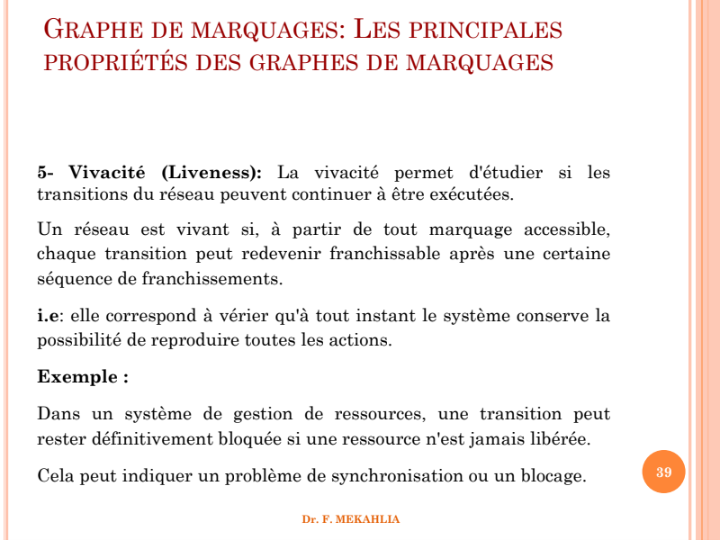 GRAPHE DE MARQUAGES: LES PRINCIPALES
PROPRIÉTÉS DES GRAPHES DE MARQUAGES
5- Vivacité (Liveness): La vivacité permet d'étudier si les
transitions du réseau peuvent continuer à être exécutées.
Un réseau est vivant si, à partir de tout marquage accessible,
chaque transition peut redevenir franchissable après une certaine
séquence de franchissements.
i.e: elle correspond à vérier qu'à tout instant le système conserve la
possibilité de reproduire toutes les actions.
Exemple :
Dans un système de gestion de ressources, une transition peut
rester définitivement bloquée si une ressource n'est jamais libérée.
Cela peut indiquer un problème de synchronisation ou un blocage.
39
Dr. F. MEKAHLIA